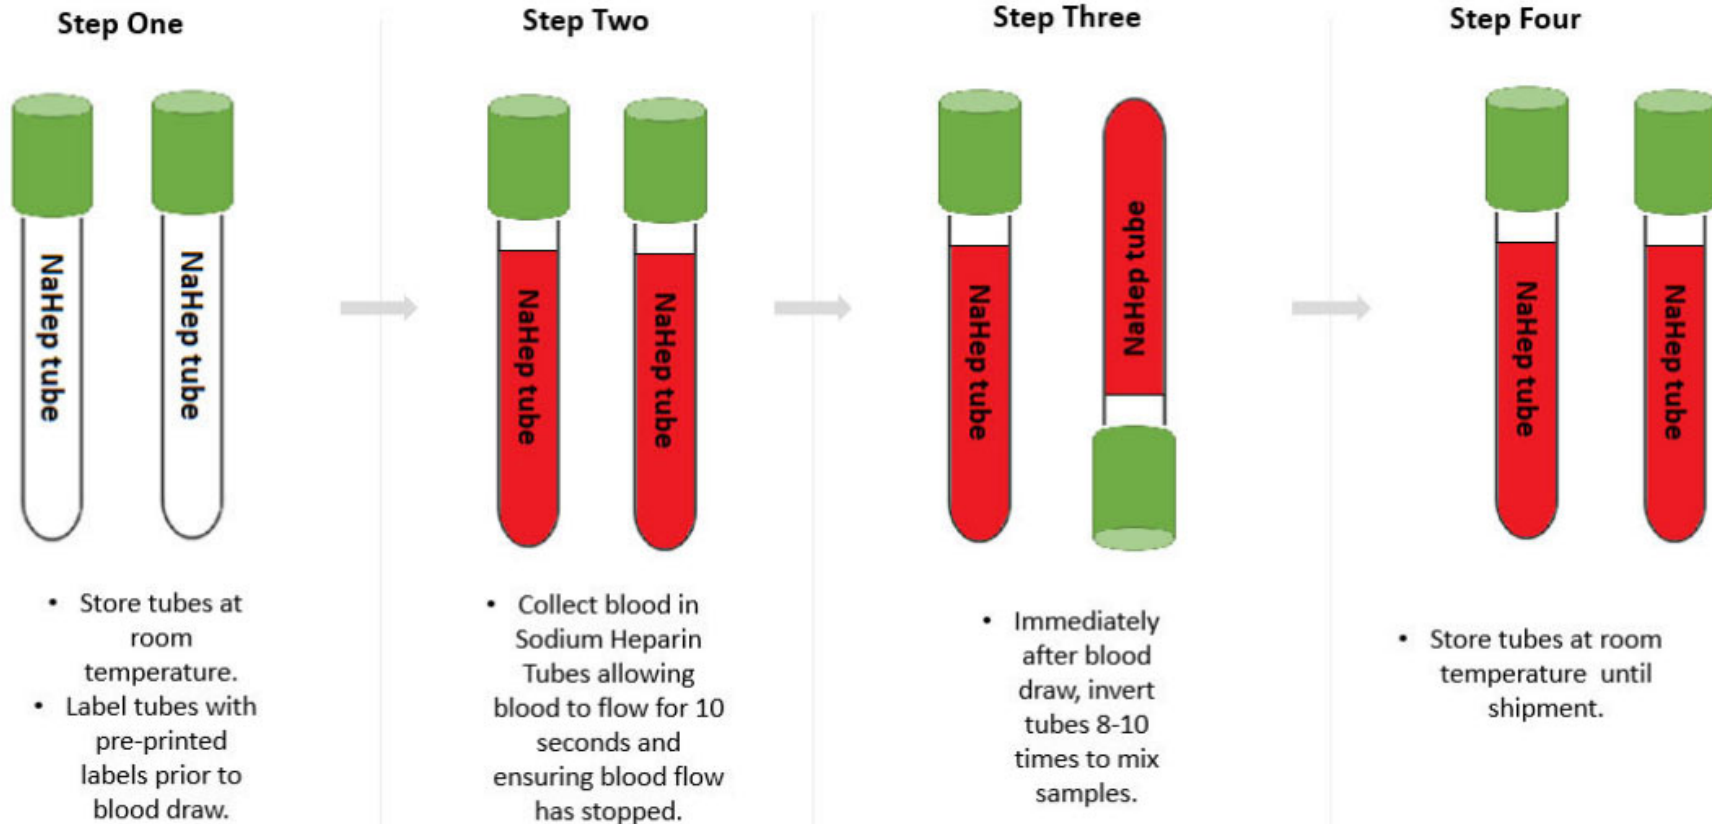 Step One
NaHep tube
NaHep tube
• Store tubes at
room
temperature.
• Label tubes with
pre-printed
labels prior to
blood draw.
Step Two
NaHep tube
NaHep tube
• Collect blood in
Sodium Heparin
Tubes allowing
blood to flow for 10
seconds and
ensuring blood flow
has stopped.
Step Three
NaHep tube
NaHep tube
• Immediately
after blood
draw, invert
tubes 8-10
times to mix
samples.
Step Four
NaHep tube
NaHep tube
• Store tubes at room
temperature until
shipment.